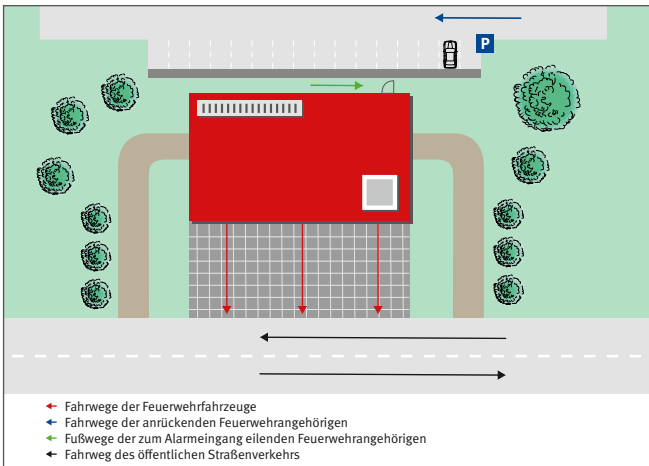 P
Fahrwege der Feuerwehrfahrzeuge
Fahrwege der anrückenden Feuerwehrangehörigen
Fußwege der zum Alarmeingang eilenden Feuerwehrangehörigen
Fahrweg des öffentlichen Straßenverkehrs